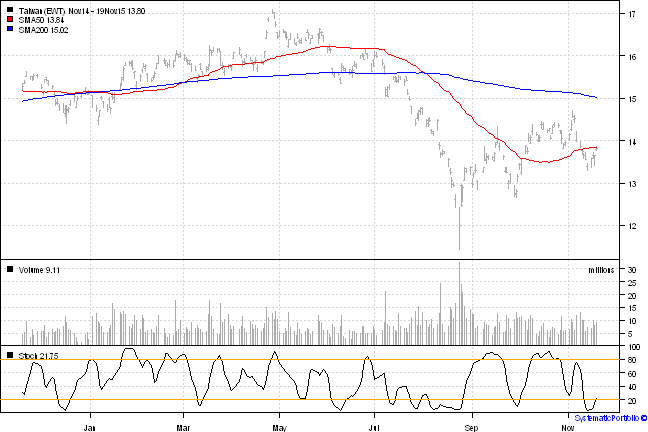 Taiwan (EWT) Nov14 - 19Nov15 13.80
SMA50 13.84
SMA200 15.02
17
16
15
14
13
12
Volume 9.11
millions
30
25
20
15
10
5
Stoch 21.75
100
80
60
40
20
Jan Mar May Jul Sep Nov
SystematicPortfolio ©